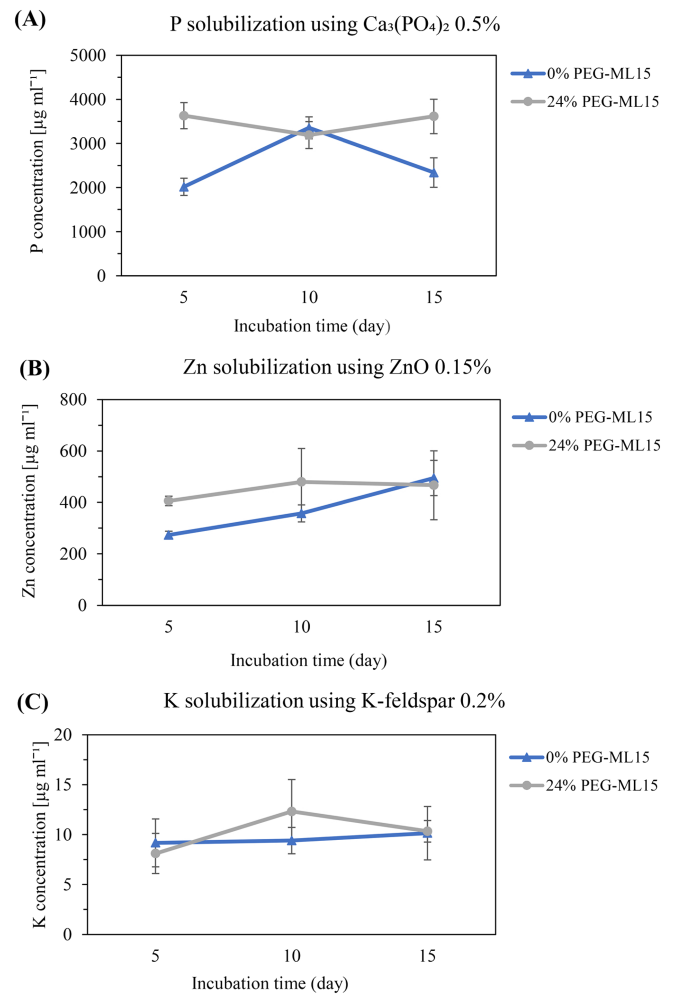 (A)
P solubilization using Ca₃(PO₄)₂ 0.5%
P concentration [µg ml⁻¹]
5000
4000
3000
2000
1000
0
5 10 15
Incubation time (day)
0% PEG-ML15
24% PEG-ML15
(B)
Zn solubilization using ZnO 0.15%
Zn concentration [µg ml⁻¹]
800
600
400
200
0
5 10 15
Incubation time (day)
0% PEG-ML15
24% PEG-ML15
(C)
K solubilization using K-feldspar 0.2%
K concentration [µg ml⁻¹]
20
15
10
5
0
5 10 15
Incubation time (day)
0% PEG-ML15
24% PEG-ML15